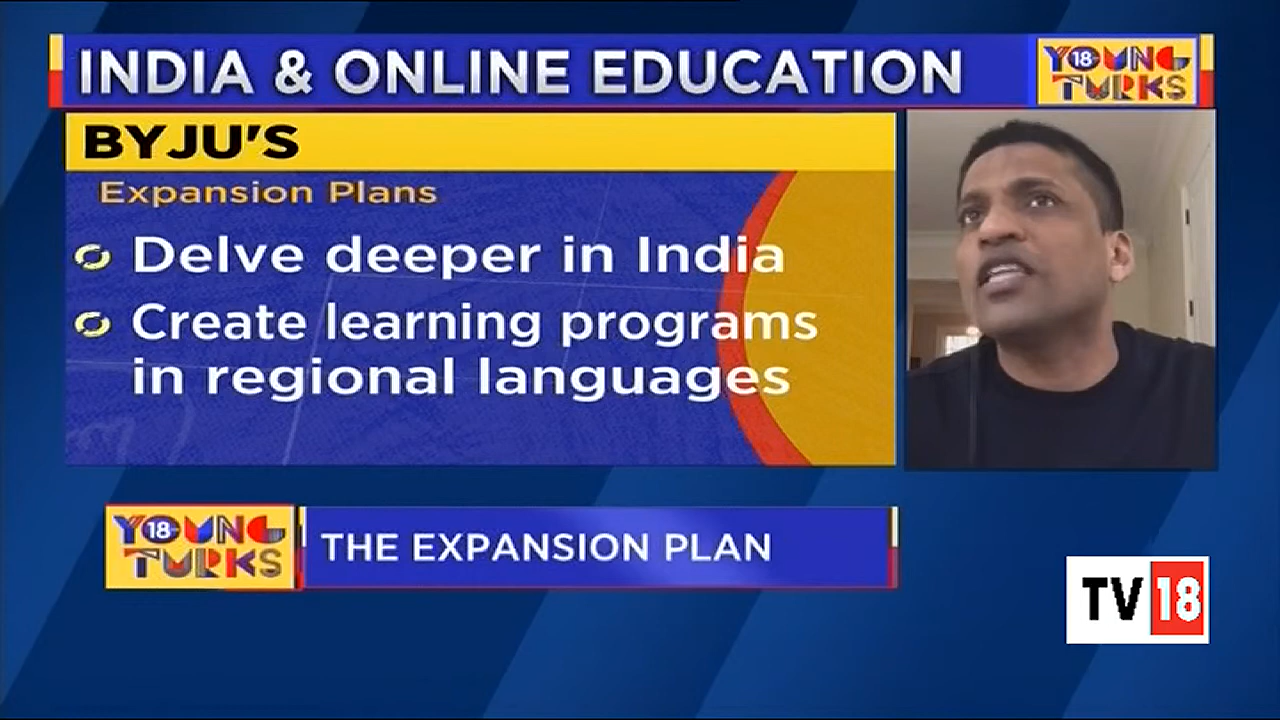 INDIA & ONLINE EDUCATION
YOUNG 18
TURKS
BYJU'S
Expansion Plans
Delve deeper in India
Create learning programs
in regional languages
YOUNG 18
TURKS
THE EXPANSION PLAN
TV18